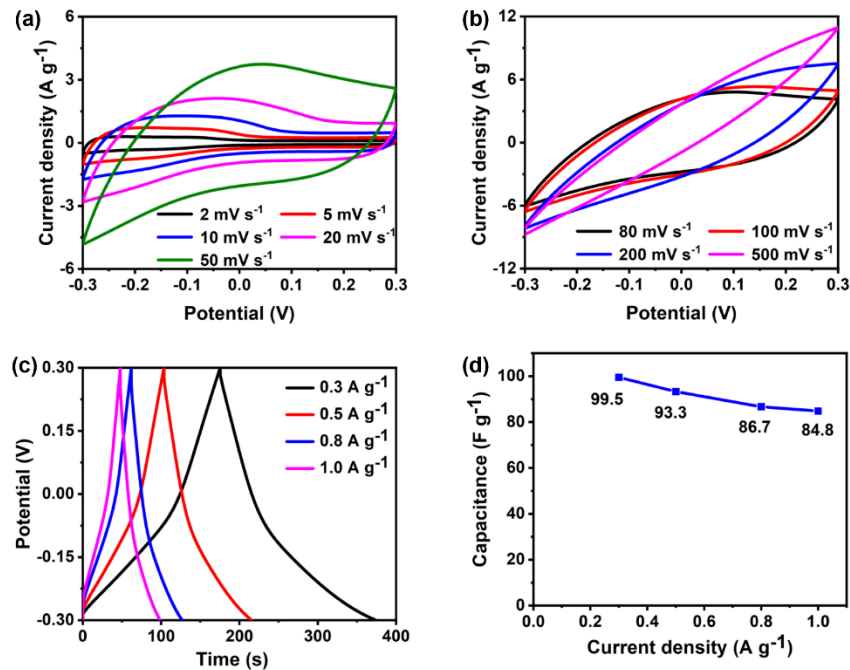 (a)
Current density (A g-1)
6
3
0
-3
-6
2 mV s-1
5 mV s-1
10 mV s-1
20 mV s-1
50 mV s-1
-0.3 -0.2 -0.1 0.0 0.1 0.2 0.3
Potential (V)
(b)
Currrent density (A g-1)
12
6
0
-6
-12
80 mV s-1
100 mV s-1
200 mV s-1
500 mV s-1
-0.3 -0.2 -0.1 0.0 0.1 0.2 0.3
Potential (V)
(c)
Potential (V)
0.30
0.15
0.00
-0.15
-0.30
0.3 A g-1
0.5 A g-1
0.8 A g-1
1.0 A g-1
0 100 200 300 400
Time (s)
(d)
Capacitance (F g-1)
100
80
60
40
20
0
99.5
93.3
86.7
84.8
0.0 0.2 0.4 0.6 0.8 1.0
Current density (A g-1)